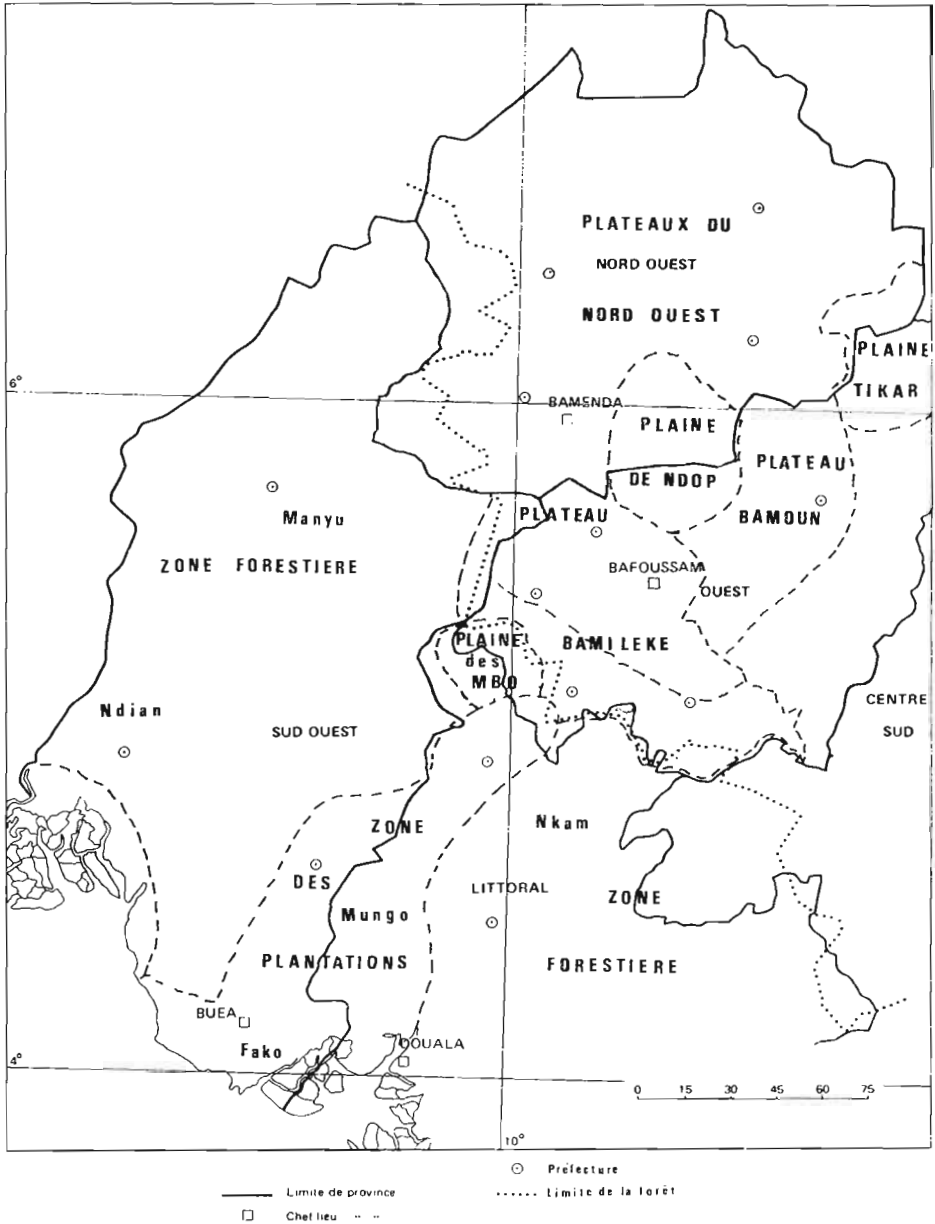 PLATEAUX DU
NORD OUEST
NORD OUEST
PLAINE
TIKAR
6°
BAMENDA
PLAINE
PLATEAU
DE NDOP
PLATEAU
BAMOUN
Manyu
ZONE FORESTIERE
BAFOUSSAM
OUEST
PLAINE
BAMILEKE
des
MBO
CENTRE
SUD
Ndian
SUD OUEST
ZONE
Nkam
DES
LITTORAL
ZONE
Mungo
PLANTATIONS
FORESTIERE
BUEA
Fako
DOUALA
4°
0 15 30 45 60 75
10°
Préfecture
Limite de province
Limite de la forêt
Chef lieu " "